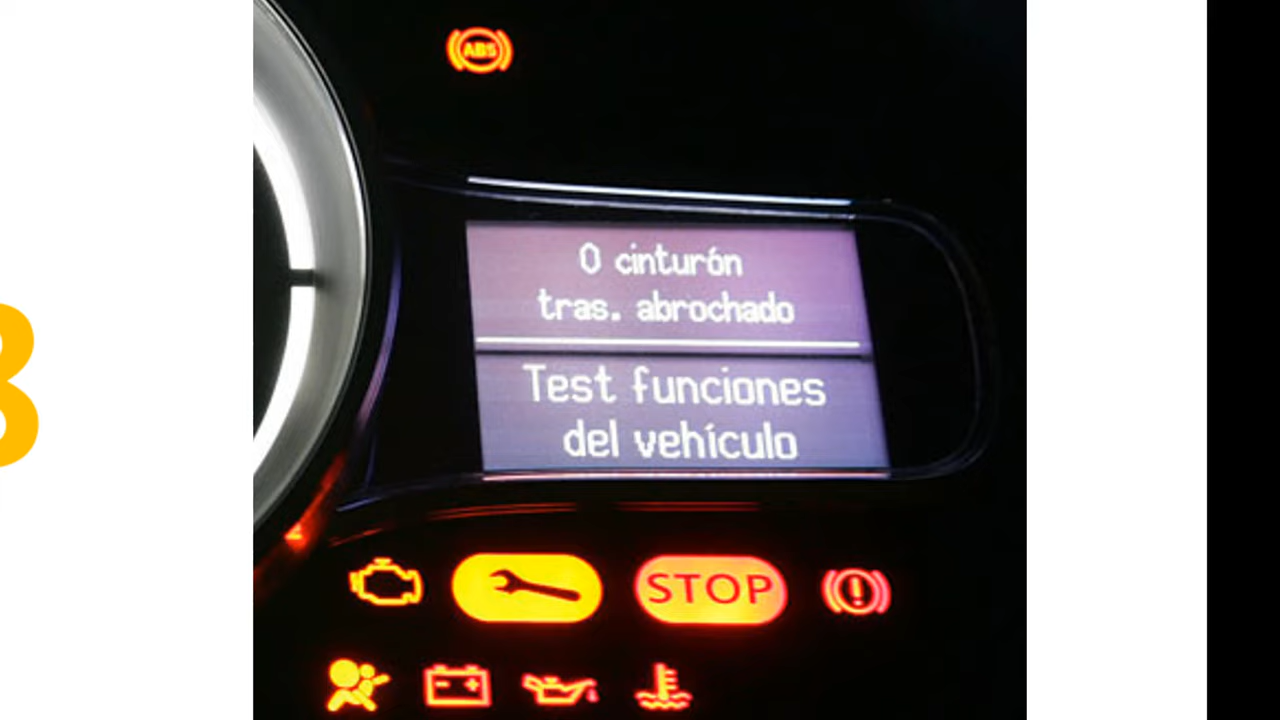 ABS
0 cinturón
tras. abrochado
Test funciones
del vehículo
STOP